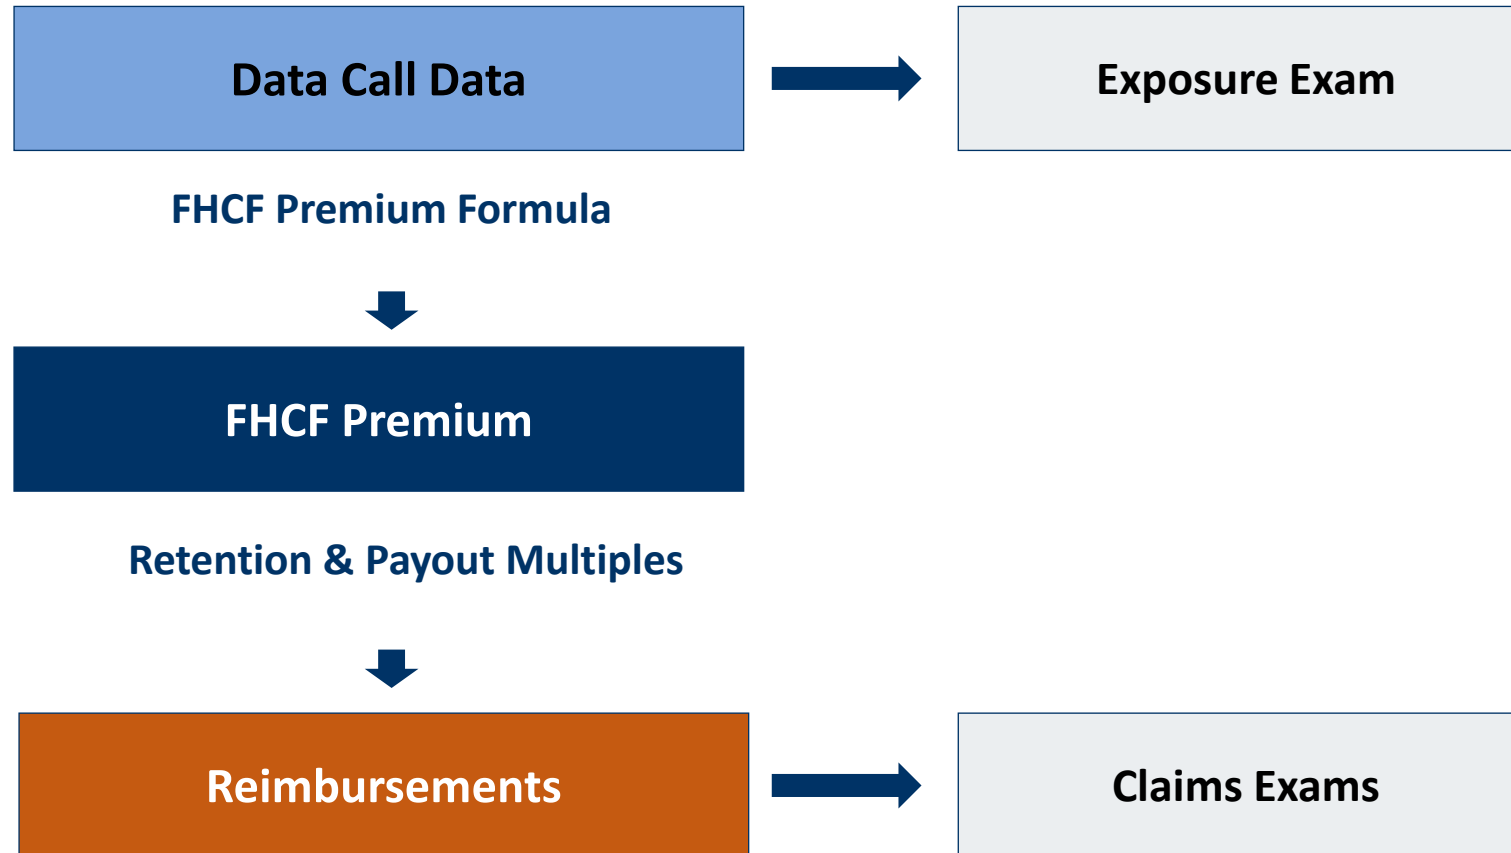 Data Call Data
Exposure Exam
FHCF Premium Formula
FHCF Premium
Retention & Payout Multiples
Reimbursements
Claims Exams